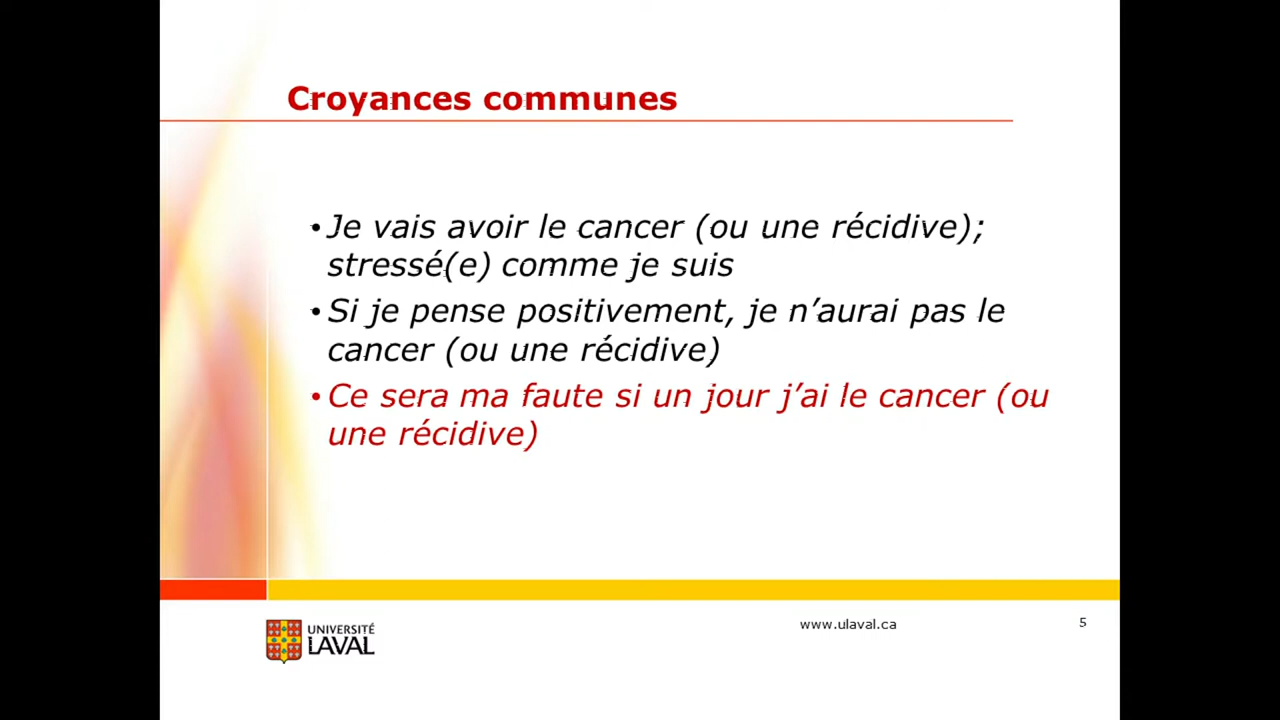 Croyances communes
•Je vais avoir le cancer (ou une récidive);
stressé(e) comme je suis
•Si je pense positivement, je n’aurai pas le
cancer (ou une récidive)
•Ce sera ma faute si un jour j’ai le cancer (ou
une récidive)
UNIVERSITÉ
LAVAL
www.ulaval.ca
5